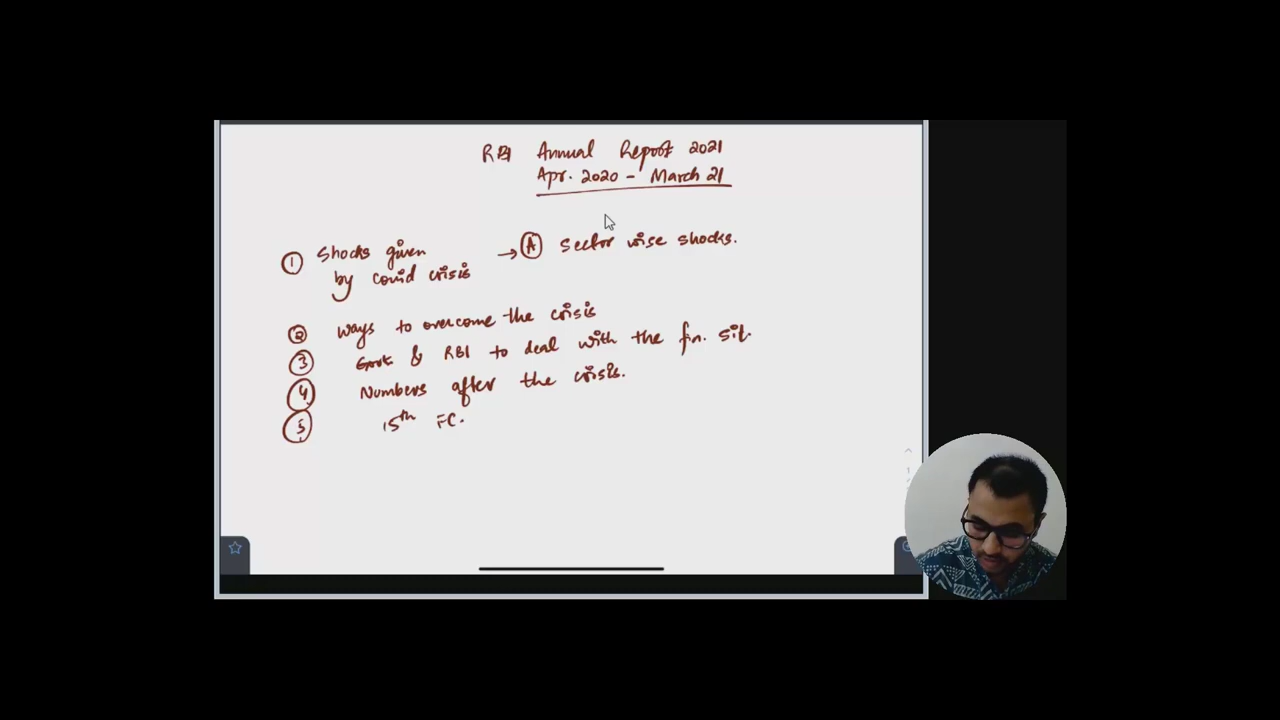 RBI Annual Report 2021
Apr. 2020 - March 21
① Shocks given → Ⓐ Sector wise shocks.
by covid crisis
② Ways to overcome the crisis
③ Govt & RBI to deal with the fin. sit.
④ Numbers after the crisis.
⑤ 15th FC.